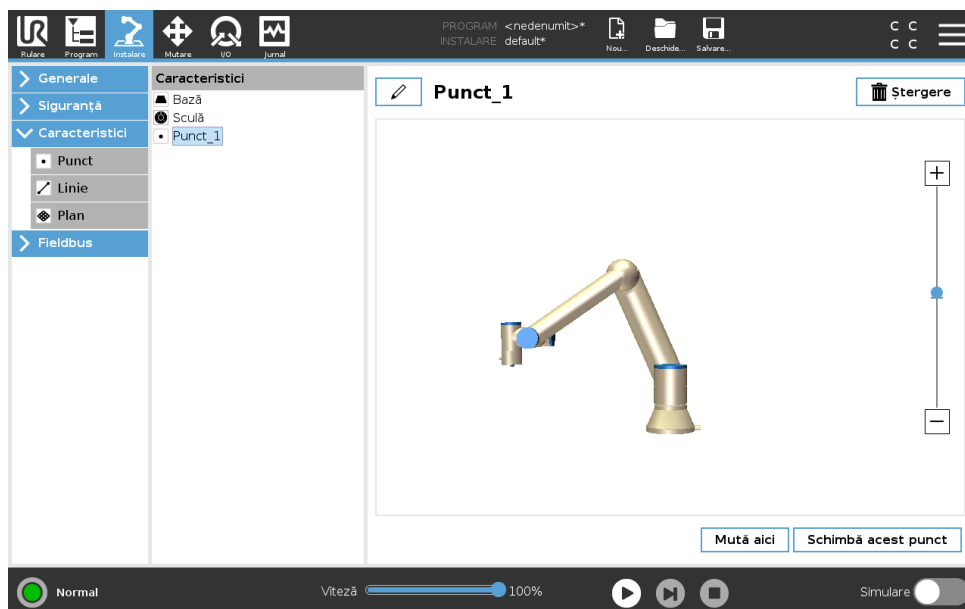 PROGRAM <nedenumit>*
INSTALARE default*
Rulare Program Instalare Mutare I/O Jurnal Nou... Deschide... Salvare...
C C
C C
Generale
Siguranță
Caracteristici
Punct
Linie
Plan
Fieldbus
Caracteristici
Bază
Sculă
Punct_1
Punct_1
Ștergere
Mută aici
Schimbă acest punct
Normal
Viteză 100%
Simulare